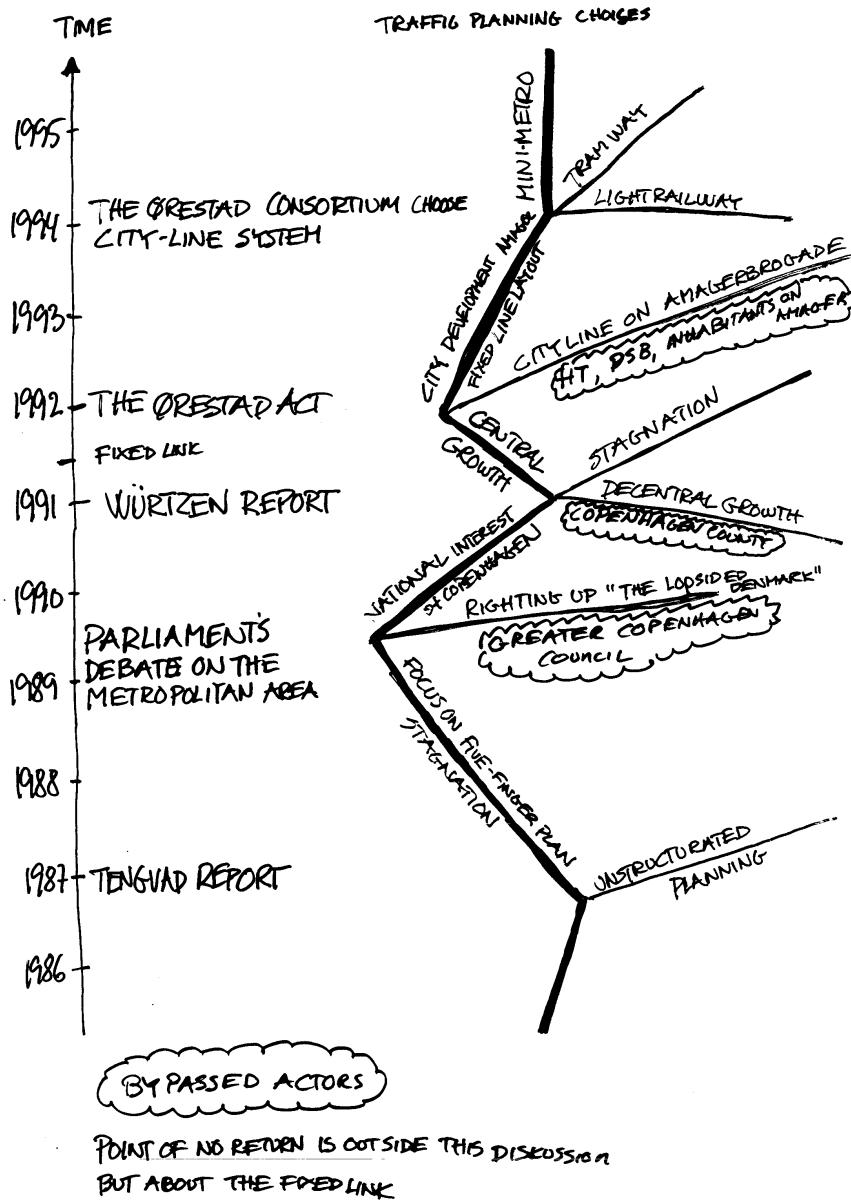 TIME
TRAFFIC PLANNING CHOISES
MINI-METRO
1995
TRAMWAY
LIGHTRAILWAY
1994
THE ØRESTAD CONSORTIUM CHOOSE
CITY-LINE SYSTEM
CITY DEVELOPMENT AMAGER
FIXED LINE LAYOUT
1993
CITY LINE ON AMAGERBROGADE
HT, DSB, INHABITANTS ON
AMAGER
1992
THE ØRESTAD ACT
CENTRAL
GROWTH
STAGNATION
FIXED LINK
1991
WÜRTZEN REPORT
DECENTRAL GROWTH
COPENHAGEN COUNTY
NATIONAL INTEREST
IN COPENHAGEN
1990
RIGHTING UP "THE LOPSIDED
DENMARK"
GREATER COPENHAGEN
COUNCIL
PARLIAMENT'S
DEBATE ON THE
METROPOLITAN AREA
1989
FOCUS ON FIVE-FINGER PLAN
STAGNATION
1988
1987
TENGVAD REPORT
UNSTRUCTURATED
PLANNING
1986
BYPASSED ACTORS
POINT OF NO RETURN IS OUTSIDE THIS DISKUSSION
BUT ABOUT THE FIXED LINK